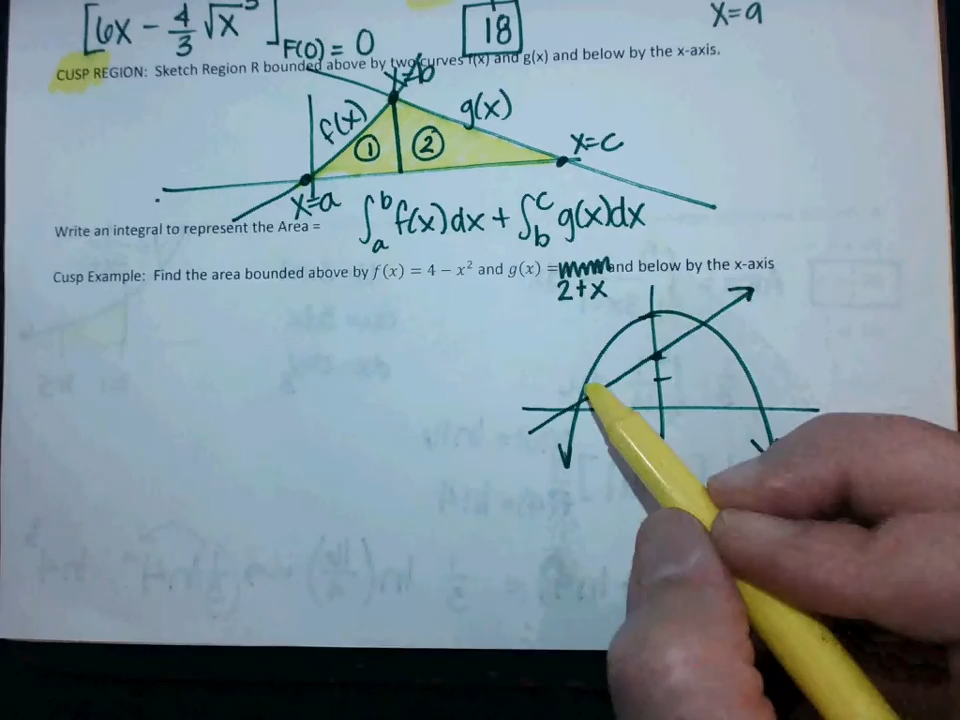 [6x - 4/3 √x³] F(0) = 0 18 x=a
CUSP REGION: Sketch Region R bounded above by two curves f(x) and g(x) and below by the x-axis.
x=b
f(x) g(x)
① ② x=c
x=a
Write an integral to represent the Area = ∫ₐᵇ f(x)dx + ∫_b^c g(x)dx
Cusp Example: Find the area bounded above by f(x) = 4 − x² and g(x) = and below by the x-axis
2+x